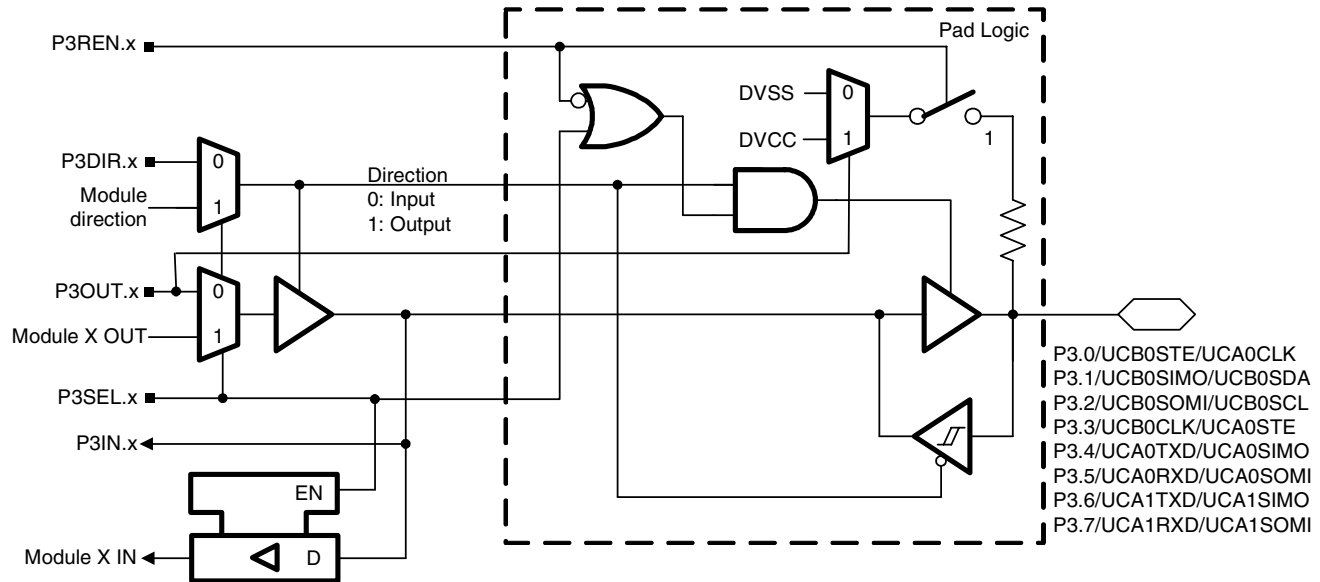 Pad Logic
P3REN.x
DVSS
0
DVCC
1
1
P3DIR.x
0
Module
direction
1
Direction
0: Input
1: Output
P3OUT.x
0
Module X OUT
1
P3SEL.x
P3IN.x
EN
Module X IN
D
P3.0/UCB0STE/UCA0CLK
P3.1/UCB0SIMO/UCB0SDA
P3.2/UCB0SOMI/UCB0SCL
P3.3/UCB0CLK/UCA0STE
P3.4/UCA0TXD/UCA0SIMO
P3.5/UCA0RXD/UCA0SOMI
P3.6/UCA1TXD/UCA1SIMO
P3.7/UCA1RXD/UCA1SOMI